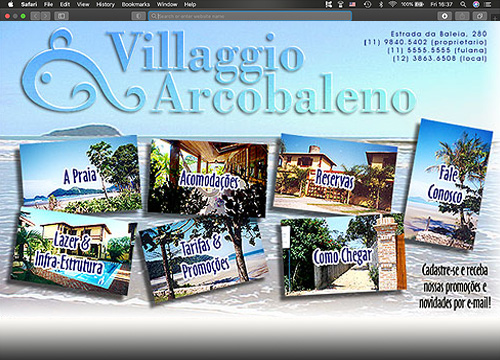 Safari File Edit View History Bookmarks Window Help
100% Fri 16:37
Search or enter website name
Villaggio
Arcobaleno
Estrada da Baleia, 280
(11) 9840.5402 (proprietario)
(11) 5555.5555 (fulana)
(12) 3863.6508 (local)
A Praia
Acomodações
Reservas
Fale
Conosco
Lazer &
Infra-Estrutura
Tarifas &
Promoções
Como Chegar
Cadastre-se e receba
nossas promoções e
novidades por e-mail!